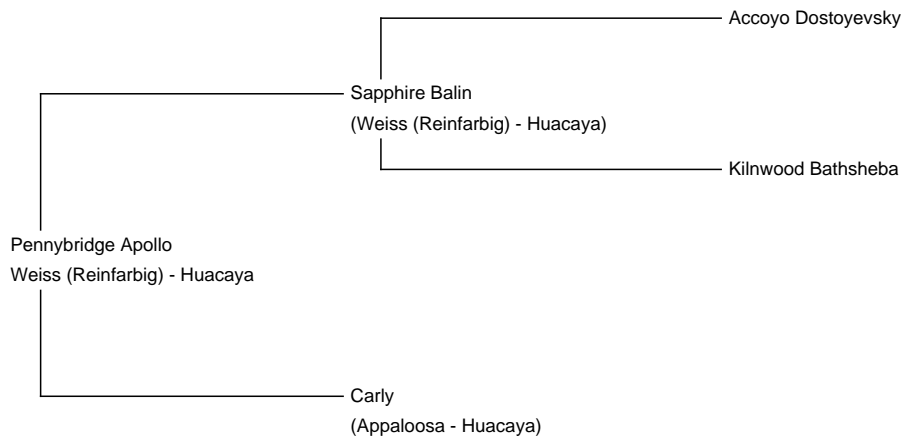 Accoyo Dostoyevsky
Sapphire Balin
(Weiss (Reinfarbig) - Huacaya)
Kilnwood Bathsheba
Pennybridge Apollo
Weiss (Reinfarbig) - Huacaya
Carly
(Appaloosa - Huacaya)